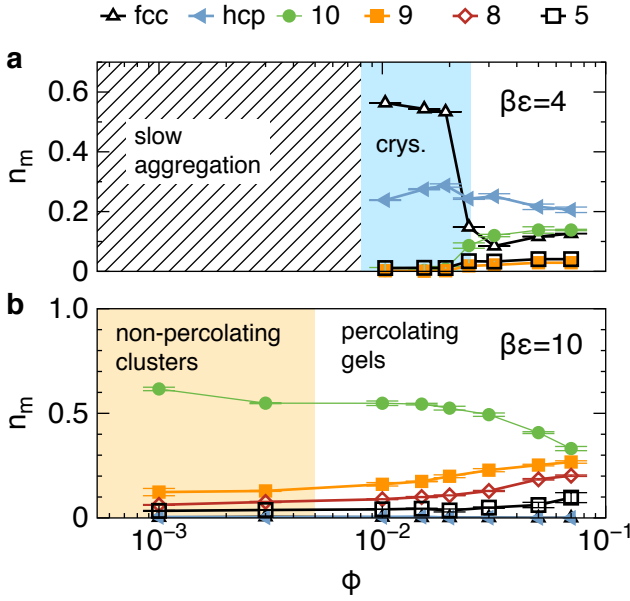 fcc hcp 10 9 8 5
a
βε=4
0.6
0.4
0.2
0
n_m
slow
aggregation
crys.
b
βε=10
1.0
0.5
0
n_m
non-percolating
clusters
percolating
gels
10⁻³ 10⁻² 10⁻¹
ϕ